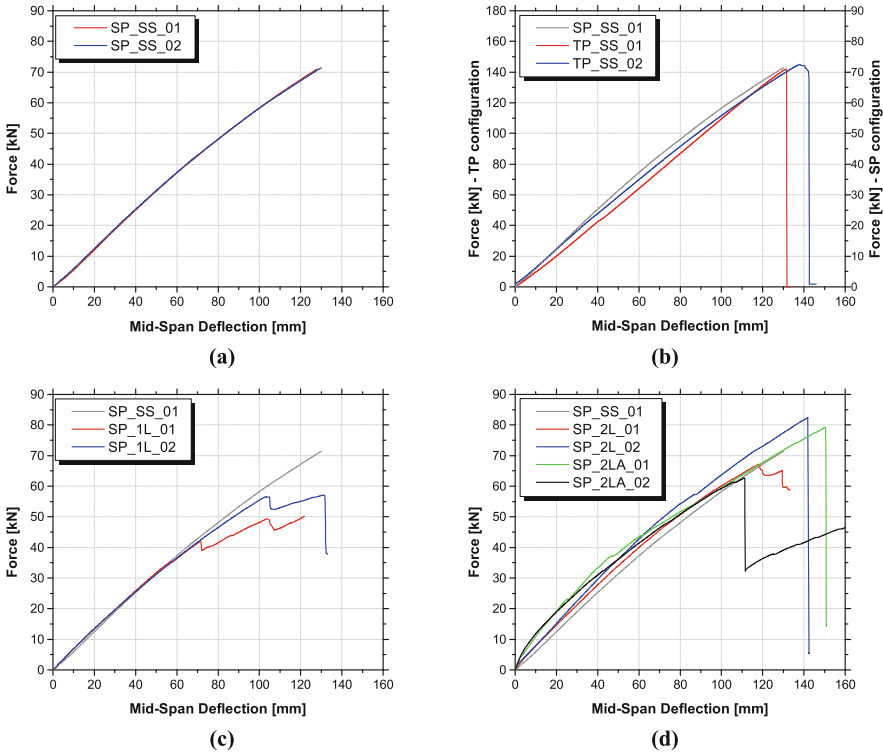 SP_SS_01
SP_SS_02
90
80
70
60
50
40
30
20
10
0
0 20 40 60 80 100 120 140 160
Force [kN]
Mid-Span Deflection [mm]
(a)
SP_SS_01
TP_SS_01
TP_SS_02
180
160
140
120
100
80
60
40
20
0
90
80
70
60
50
40
30
20
10
0
0 20 40 60 80 100 120 140 160
Force [kN] - TP configuration
Force [kN] - SP configuration
Mid-Span Deflection [mm]
(b)
SP_SS_01
SP_1L_01
SP_1L_02
90
80
70
60
50
40
30
20
10
0
0 20 40 60 80 100 120 140 160
Force [kN]
Mid-Span Deflection [mm]
(c)
SP_SS_01
SP_2L_01
SP_2L_02
SP_2LA_01
SP_2LA_02
90
80
70
60
50
40
30
20
10
0
0 20 40 60 80 100 120 140 160
Force [kN]
Mid-Span Deflection [mm]
(d)